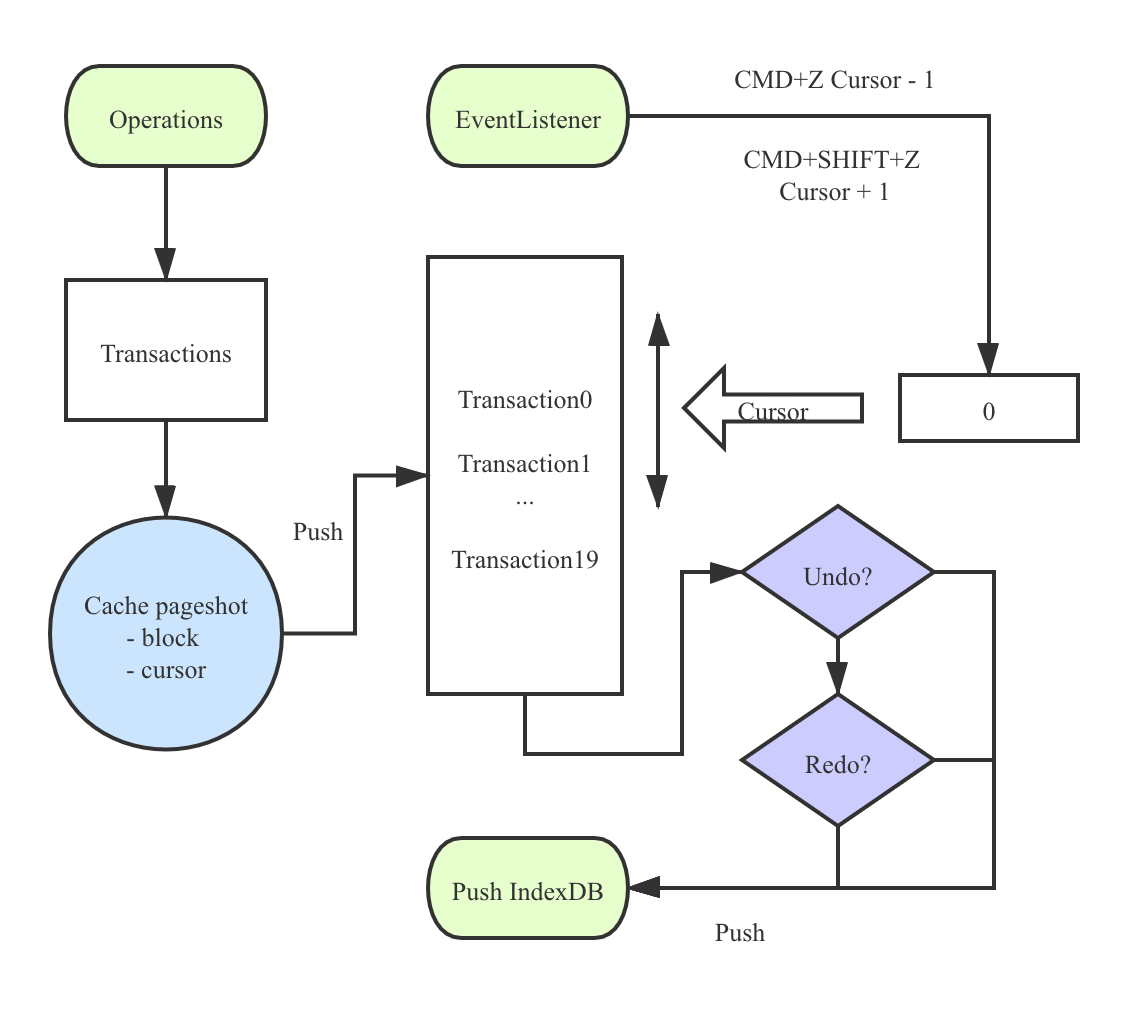 Operations
EventListener
CMD+Z Cursor - 1
CMD+SHIFT+Z
Cursor + 1
Transactions
Transaction0
Transaction1
...
Transaction19
Cursor
0
Push
Cache pageshot
- block
- cursor
Undo?
Redo?
Push IndexDB
Push